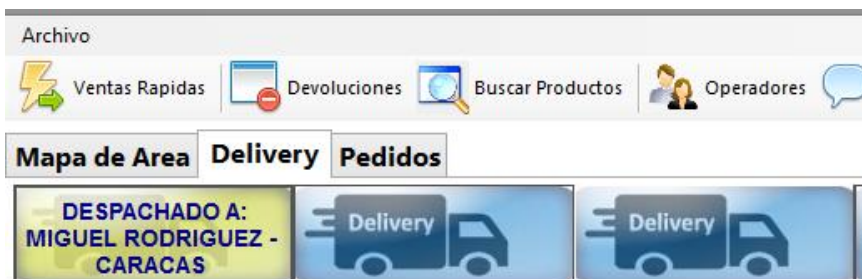 Archivo
Ventas Rapidas Devoluciones Buscar Productos Operadores
Mapa de Area Delivery Pedidos
DESPACHADO A:
MIGUEL RODRIGUEZ -
CARACAS
Delivery
Delivery